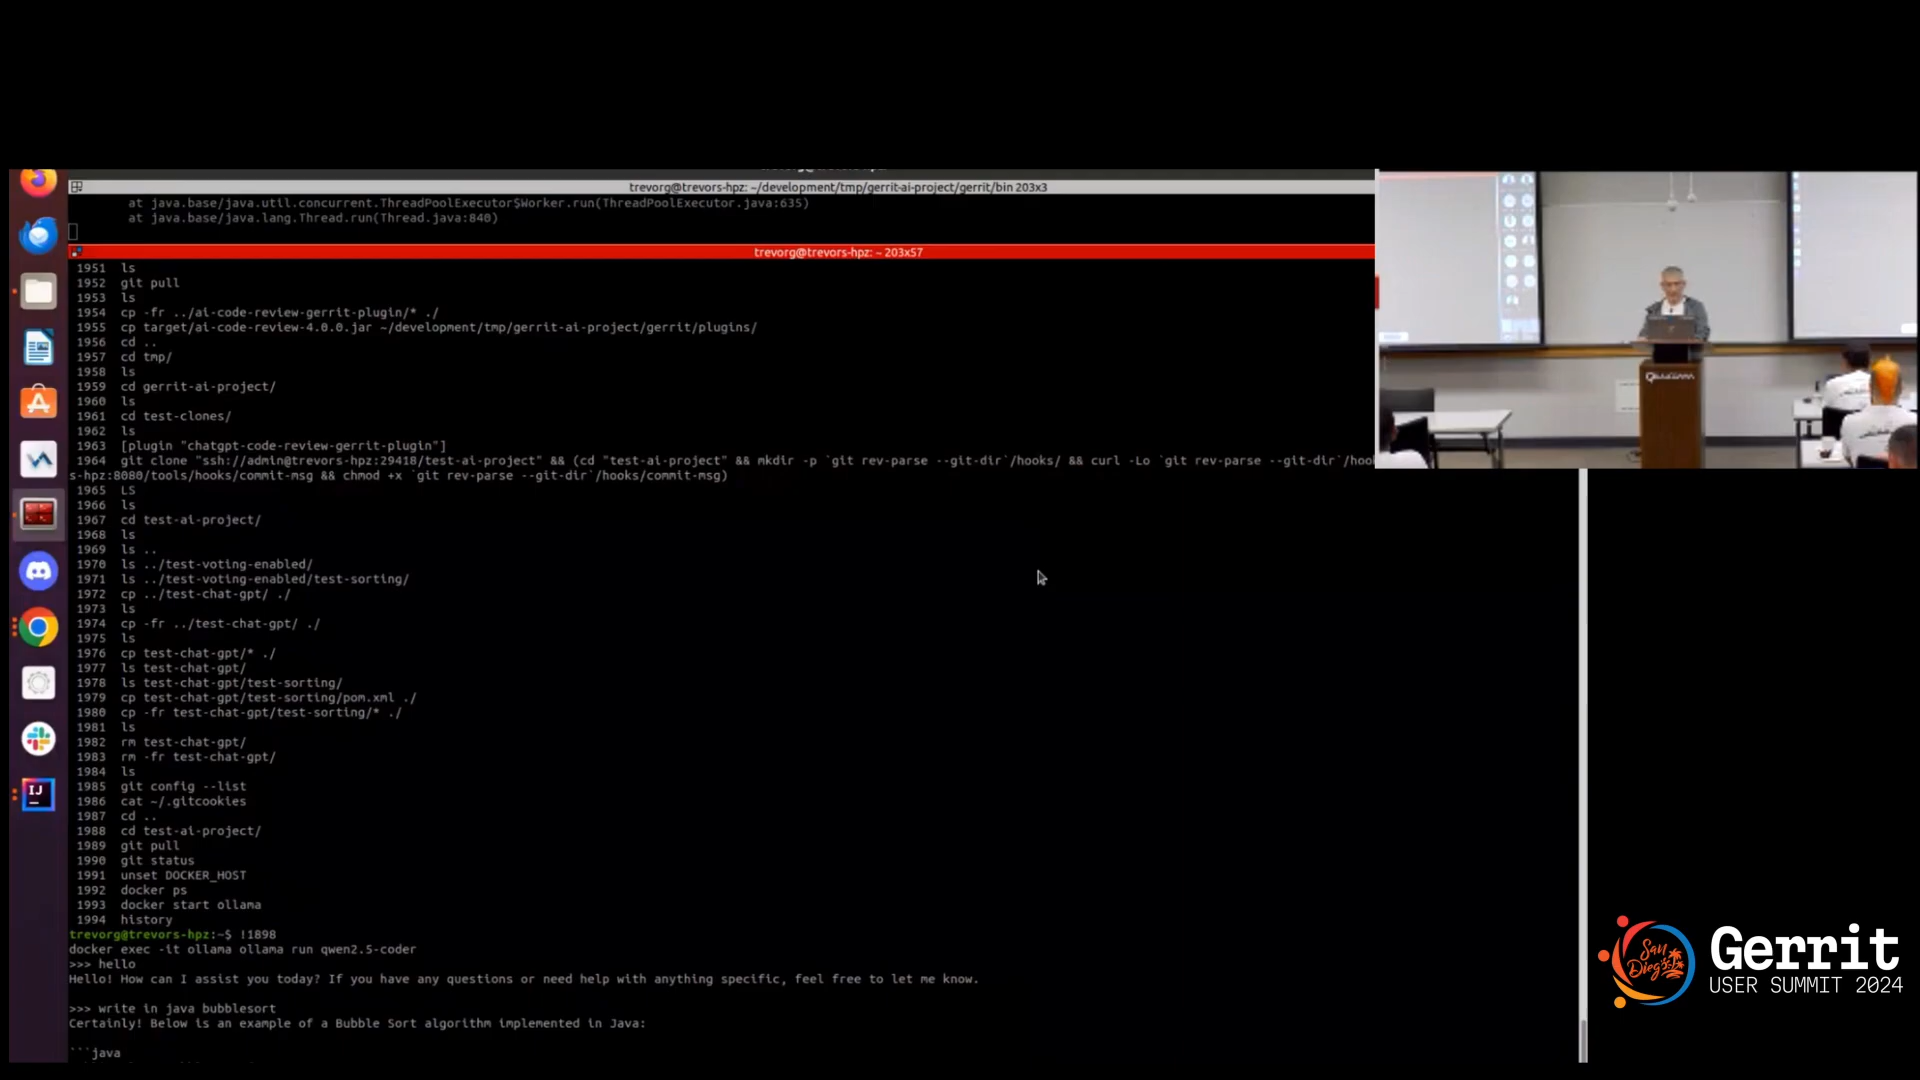 trevorg@trevors-hpz: ~/development/tmp/gerrit-ai-project/gerrit/bin 203x3
at java.base/java.util.concurrent.ThreadPoolExecutor$Worker.run(ThreadPoolExecutor.java:635)
at java.base/java.lang.Thread.run(Thread.java:840)
trevorg@trevors-hpz: ~ 203x57
1951 ls
1952 git pull
1953 ls
1954 cp -fr ../ai-code-review-gerrit-plugin/* ./
1955 cp target/ai-code-review-4.0.0.jar ~/development/tmp/gerrit-ai-project/gerrit/plugins/
1956 cd ..
1957 cd tmp/
1958 ls
1959 cd gerrit-ai-project/
1960 ls
1961 cd test-clones/
1962 ls
1963 [plugin "chatgpt-code-review-gerrit-plugin"]
1964 git clone "ssh://admin@trevors-hpz:29418/test-ai-project" && (cd "test-ai-project" && mkdir -p `git rev-parse --git-dir`/hooks/ && curl -Lo `git rev-parse --git-dir`/hoo
s-hpz:8080/tools/hooks/commit-msg && chmod +x `git rev-parse --git-dir`/hooks/commit-msg)
1965 LS
1966 ls
1967 cd test-ai-project/
1968 ls
1969 ls ..
1970 ls ../test-voting-enabled/
1971 ls ../test-voting-enabled/test-sorting/
1972 cp ../test-chat-gpt/ ./
1973 ls
1974 cp -fr ../test-chat-gpt/ ./
1975 ls
1976 cp test-chat-gpt/* ./
1977 ls test-chat-gpt/
1978 ls test-chat-gpt/test-sorting/
1979 cp test-chat-gpt/test-sorting/pom.xml ./
1980 cp -fr test-chat-gpt/test-sorting/* ./
1981 ls
1982 rm test-chat-gpt/
1983 rm -fr test-chat-gpt/
1984 ls
1985 git config --list
1986 cat ~/.gitcookies
1987 cd ..
1988 cd test-ai-project/
1989 git pull
1990 git status
1991 unset DOCKER_HOST
1992 docker ps
1993 docker start ollama
1994 history
trevorg@trevors-hpz:~$ !1898
docker exec -it ollama ollama run qwen2.5-coder
>>> hello
Hello! How can I assist you today? If you have any questions or need help with anything specific, feel free to let me know.
>>> write in java bubblesort
Certainly! Below is an example of a Bubble Sort algorithm implemented in Java:
```java
IJ
QUALCOMM
San Diego
Gerrit
USER SUMMIT 2024